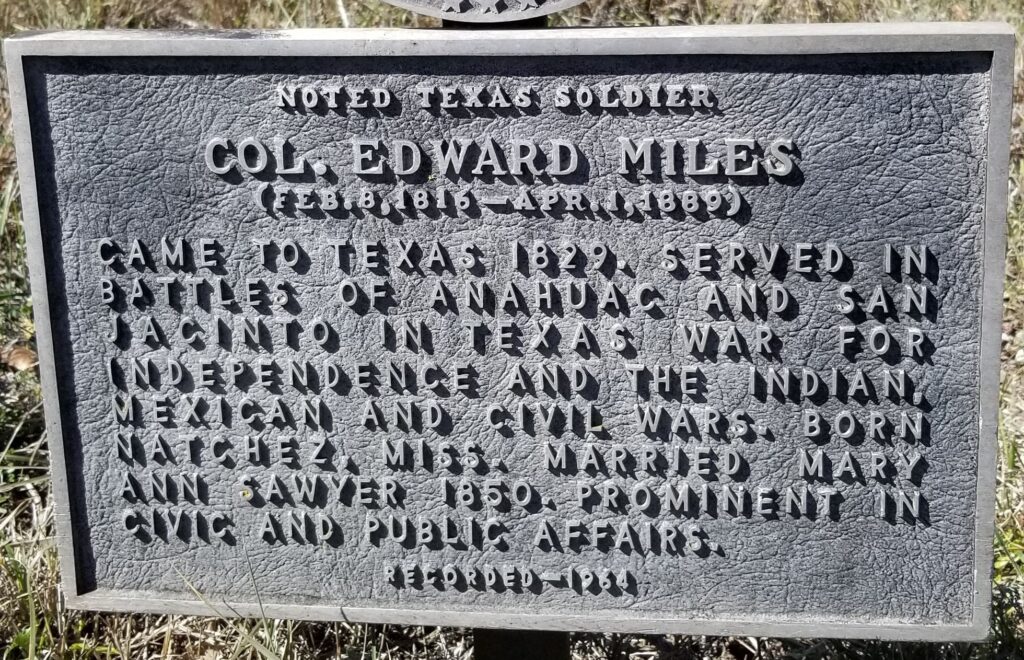 NOTED TEXAS SOLDIER
COL. EDWARD MILES
(FEB. 8, 1816 — APR. 1, 1889)
CAME TO TEXAS 1829. SERVED IN
BATTLES OF ANAHUAC AND SAN
JACINTO IN TEXAS WAR FOR
INDEPENDENCE AND THE INDIAN,
MEXICAN AND CIVIL WARS. BORN
NATCHEZ, MISS. MARRIED MARY
ANN SAWYER 1850. PROMINENT IN
CIVIC AND PUBLIC AFFAIRS.
RECORDED — 1964